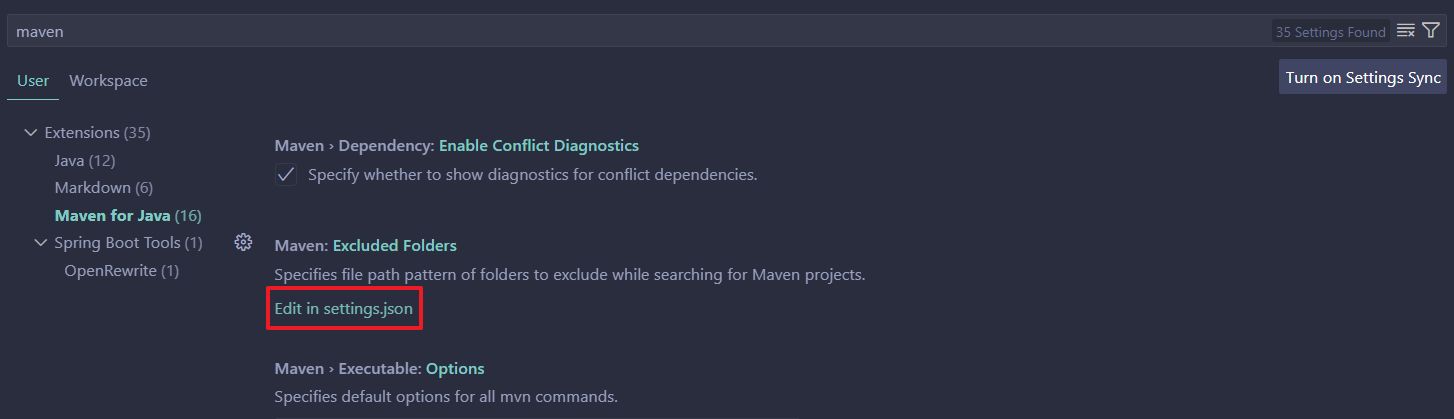 maven
35 Settings Found
User Workspace
Turn on Settings Sync
Extensions (35)
Java (12)
Markdown (6)
Maven for Java (16)
Spring Boot Tools (1)
OpenRewrite (1)
Maven › Dependency: Enable Conflict Diagnostics
Specify whether to show diagnostics for conflict dependencies.
Maven: Excluded Folders
Specifies file path pattern of folders to exclude while searching for Maven projects.
Edit in settings.json
Maven › Executable: Options
Specifies default options for all mvn commands.